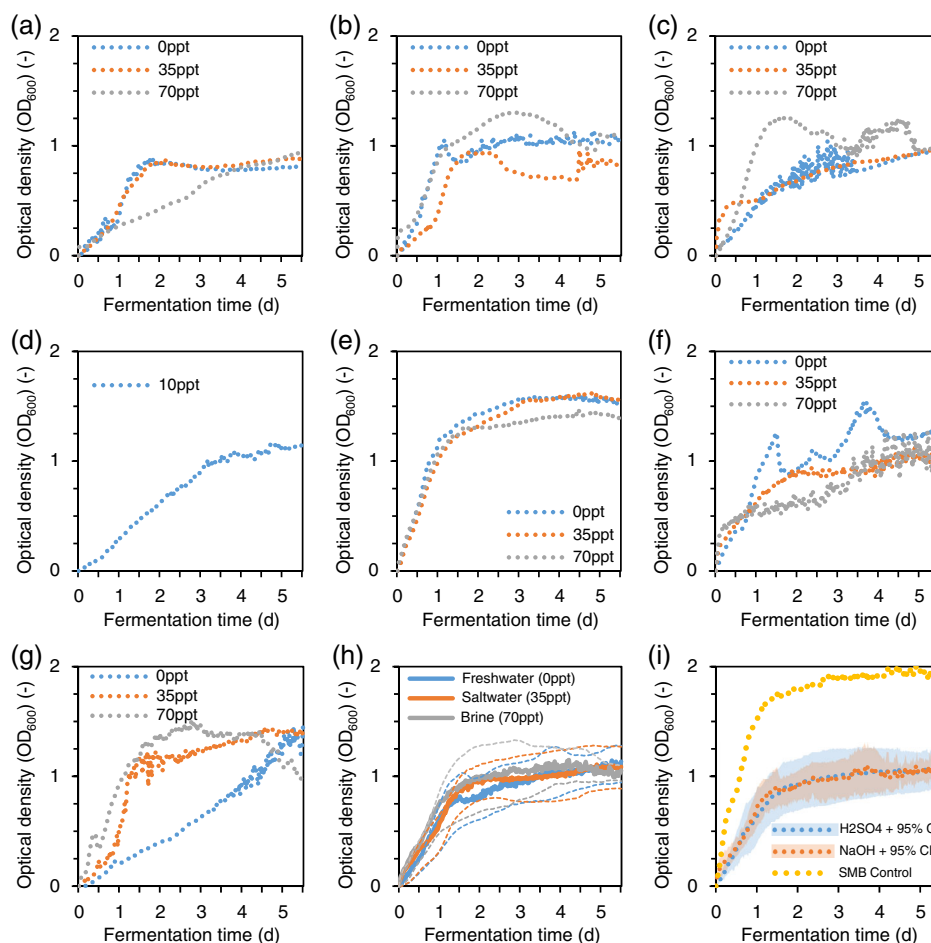 (a)
Optical density (OD600) (-)
2
1
0
0ppt
35ppt
70ppt
0 1 2 3 4 5
Fermentation time (d)
(b)
Optical density (OD600) (-)
2
1
0
0ppt
35ppt
70ppt
0 1 2 3 4 5
Fermentation time (d)
(c)
Optical density (OD600) (-)
2
1
0
0ppt
35ppt
70ppt
0 1 2 3 4 5
Fermentation time (d)
(d)
Optical density (OD600) (-)
2
1
0
10ppt
0 1 2 3 4 5
Fermentation time (d)
(e)
Optical density (OD600) (-)
2
1
0
0ppt
35ppt
70ppt
0 1 2 3 4 5
Fermentation time (d)
(f)
Optical density (OD600) (-)
2
1
0
0ppt
35ppt
70ppt
0 1 2 3 4 5
Fermentation time (d)
(g)
Optical density (OD600) (-)
2
1
0
0ppt
35ppt
70ppt
0 1 2 3 4 5
Fermentation time (d)
(h)
Optical density (OD600) (-)
2
1
0
Freshwater (0ppt)
Saltwater (35ppt)
Brine (70ppt)
0 1 2 3 4 5
Fermentation time (d)
(i)
Optical density (OD600) (-)
2
1
0
H2SO4 + 95%
NaOH + 95%
SMB Control
0 1 2 3 4 5
Fermentation time (d)